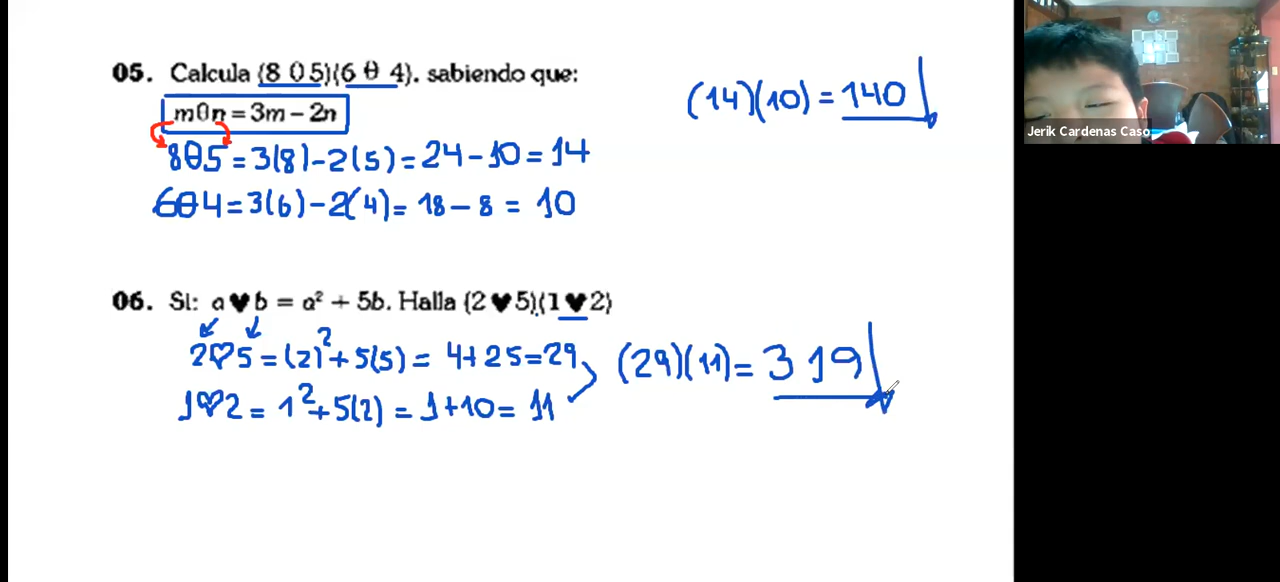 05. Calcula (8 θ 5)(6 θ 4). sabiendo que:
mθn = 3m − 2n
8θ5 = 3(8) − 2(5) = 24 − 10 = 14
6θ4 = 3(6) − 2(4) = 18 − 8 = 10
(14)(10) = 140
Jerik Cardenas Caso
06. Si: a♥b = a² + 5b. Halla (2♥5)(1♥2)
2♡5 = (2)² + 5(5) = 4 + 25 = 29
1♡2 = 1² + 5(2) = 1 + 10 = 11
(29)(11) = 319